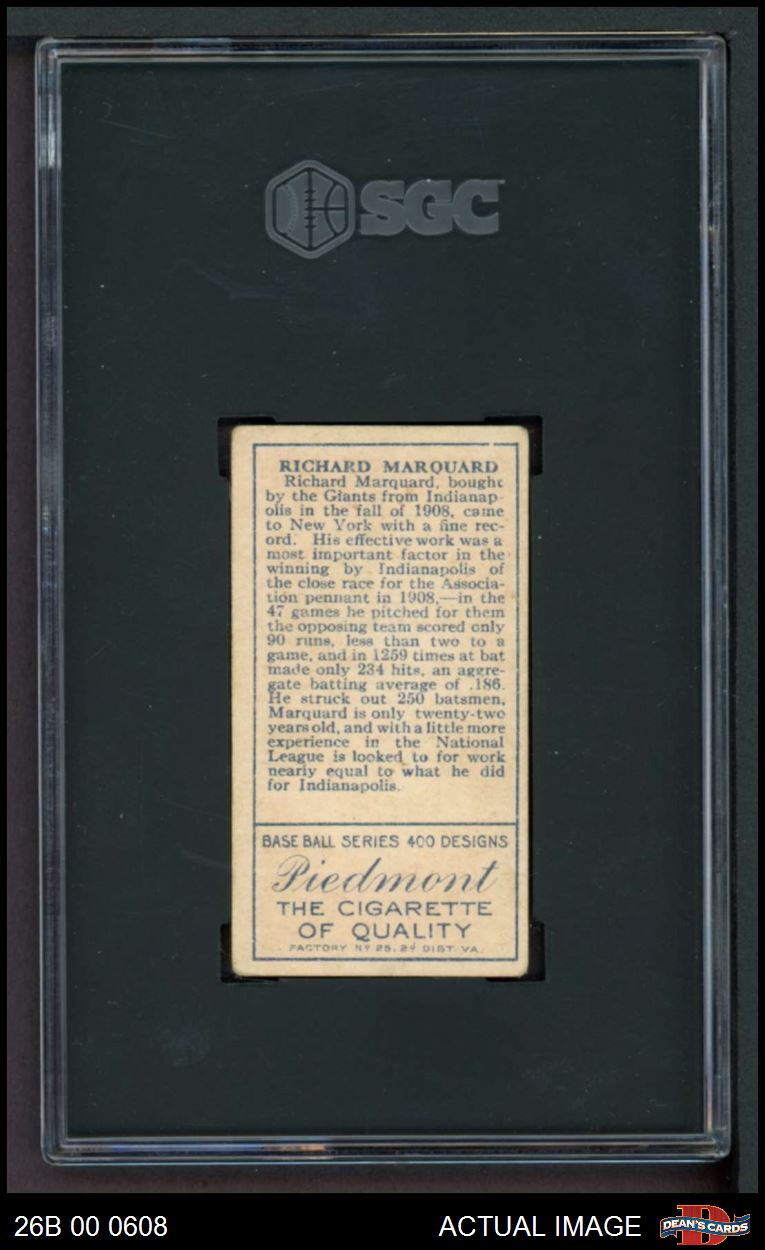 SGC
RICHARD MARQUARD
Richard Marquard, bought
by the Giants from Indianap-
olis in the fall of 1908, came
to New York with a fine rec-
ord. His effective work was a
most important factor in the
winning by Indianapolis of
the close race for the Associa-
tion pennant in 1908,—in the
47 games he pitched for them
the opposing team scored only
90 runs, less than two to a
game, and in 1259 times at bat
made only 234 hits, an aggre-
gate batting average of .186.
He struck out 250 batsmen.
Marquard is only twenty-two
years old, and with a little more
experience in the National
League is looked to for work
nearly equal to what he did
for Indianapolis.
BASE BALL SERIES 400 DESIGNS
Piedmont
THE CIGARETTE
OF QUALITY
FACTORY Nº 25, 2d DIST. VA.
26B 00 0608
ACTUAL IMAGE
DEAN'S CARDS